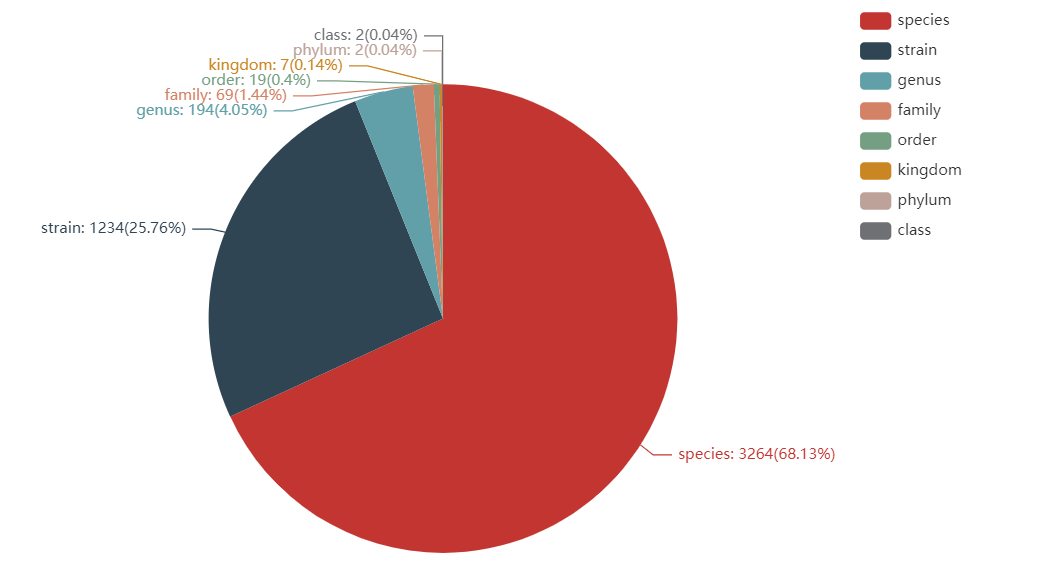 class: 2(0.04%)
phylum: 2(0.04%)
kingdom: 7(0.14%)
order: 19(0.4%)
family: 69(1.44%)
genus: 194(4.05%)
strain: 1234(25.76%)
species: 3264(68.13%)
species
strain
genus
family
order
kingdom
phylum
class